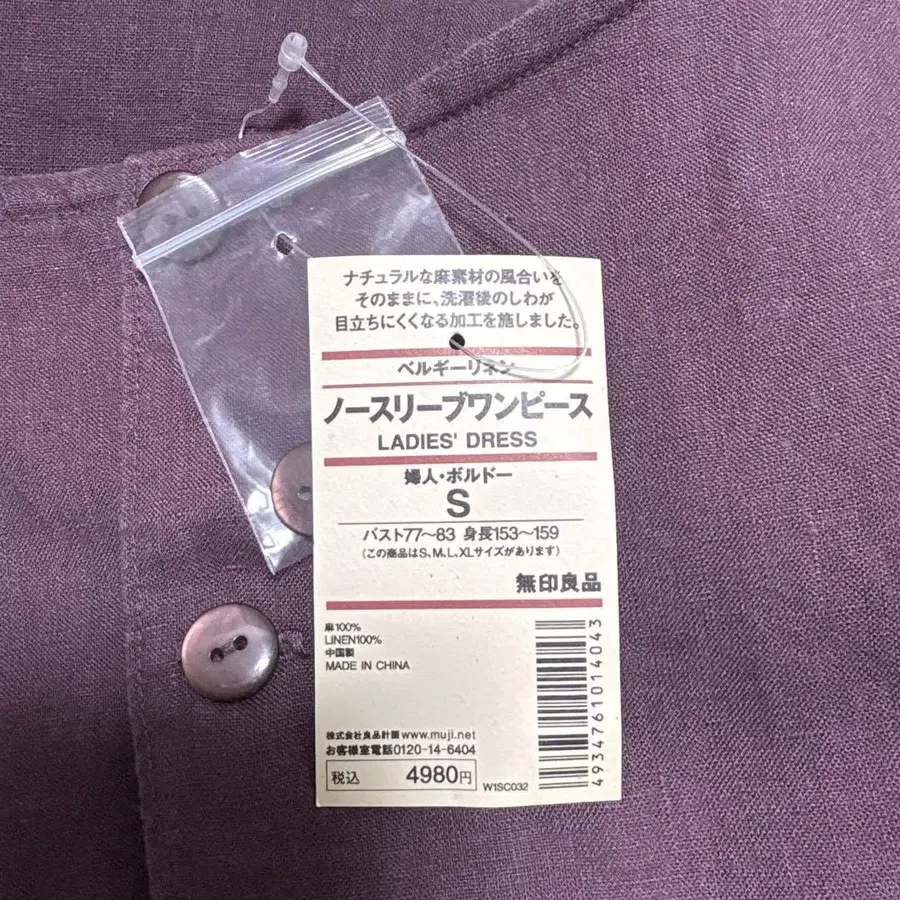 ナチュラルな麻素材の風合いを
そのままに、洗濯後のしわが
目立ちにくくなる加工を施しました。
ベルギーリネン
ノースリーブワンピース
LADIES' DRESS
婦人・ボルドー
S
バスト77〜83 身長153〜159
(この商品はS、M、L、XLサイズがあります)
無印良品
麻100%
LINEN100%
中国製
MADE IN CHINA
株式会社良品計画 www.muji.net
お客様室電話0120-14-6404
税込 4980円
W1SC032
4934761014043